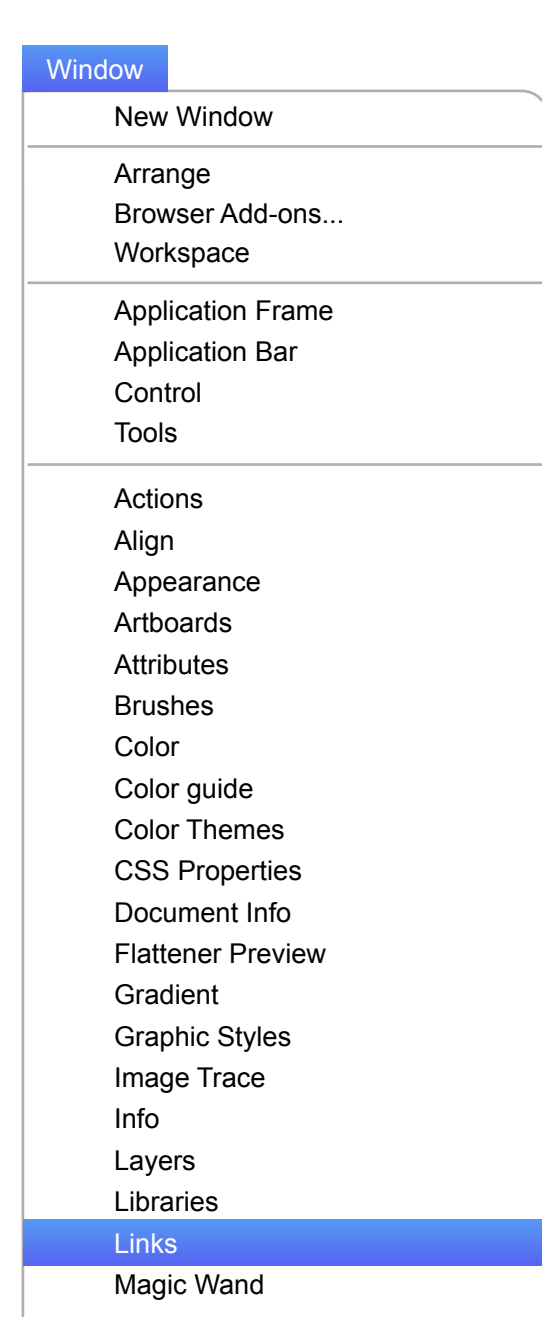 Window
New Window
Arrange
Browser Add-ons...
Workspace
Application Frame
Application Bar
Control
Tools
Actions
Align
Appearance
Artboards
Attributes
Brushes
Color
Color guide
Color Themes
CSS Properties
Document Info
Flattener Preview
Gradient
Graphic Styles
Image Trace
Info
Layers
Libraries
Links
Magic Wand